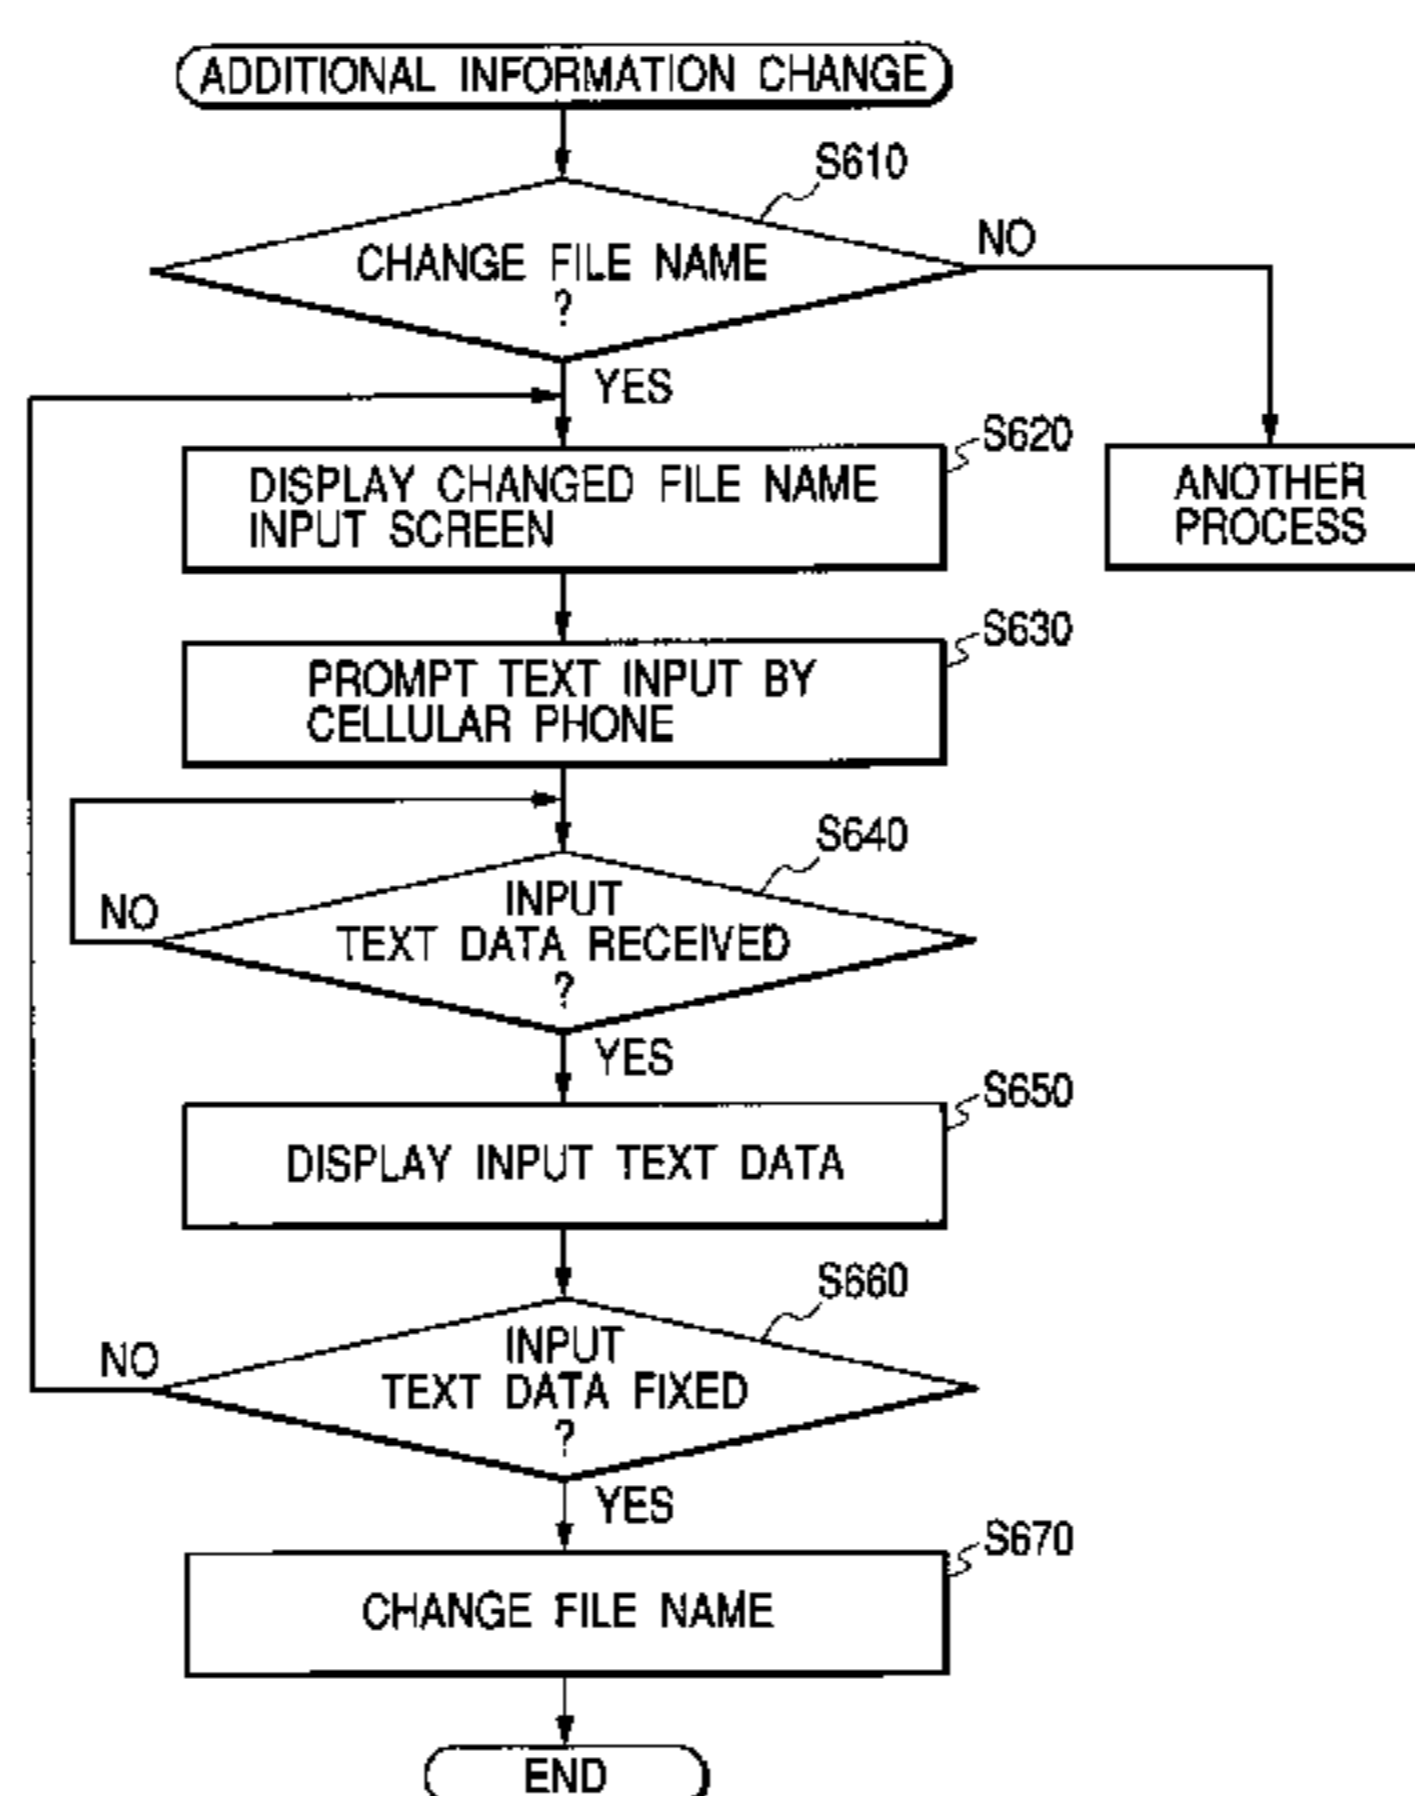 ADDITIONAL INFORMATION CHANGE
S610
CHANGE FILE NAME
?
NO
YES
S620
DISPLAY CHANGED FILE NAME
INPUT SCREEN
ANOTHER
PROCESS
S630
PROMPT TEXT INPUT BY
CELLULAR PHONE
S640
INPUT
TEXT DATA RECEIVED
?
NO
YES
S650
DISPLAY INPUT TEXT DATA
S660
INPUT
TEXT DATA FIXED
?
NO
YES
S670
CHANGE FILE NAME
END